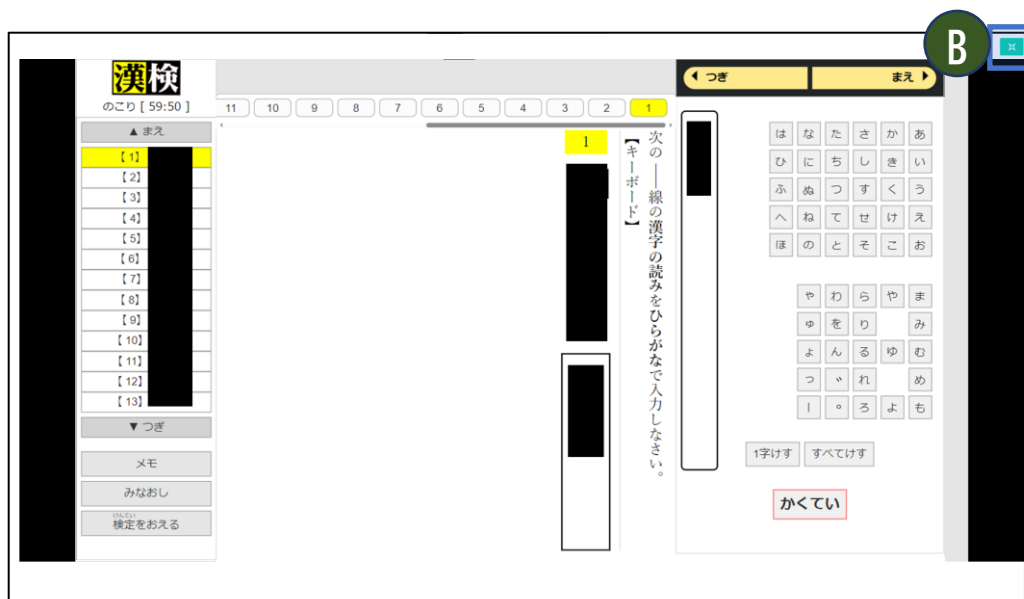 B
漢検
のこり [ 59:50 ]
▲ まえ
【 1】
【 2】
【 3】
【 4】
【 5】
【 6】
【 7】
【 8】
【 9】
【 10】
【 11】
【 12】
【 13】
▼ つぎ
メモ
みなおし
けんてい
検定をおえる
11 10 9 8 7 6 5 4 3 2 1
次の――線の漢字の読みをひらがなで入力しなさい。
【キーボード】
1
つぎ まえ
は な た さ か あ
ひ に ち し き い
ふ ぬ つ す く う
へ ね て せ け え
ほ の と そ こ お
ゃ わ ら や ま
ゅ を り み
ょ ん る ゆ む
っ ゛ れ め
ー ゜ ろ よ も
1字けす すべてけす
かくてい